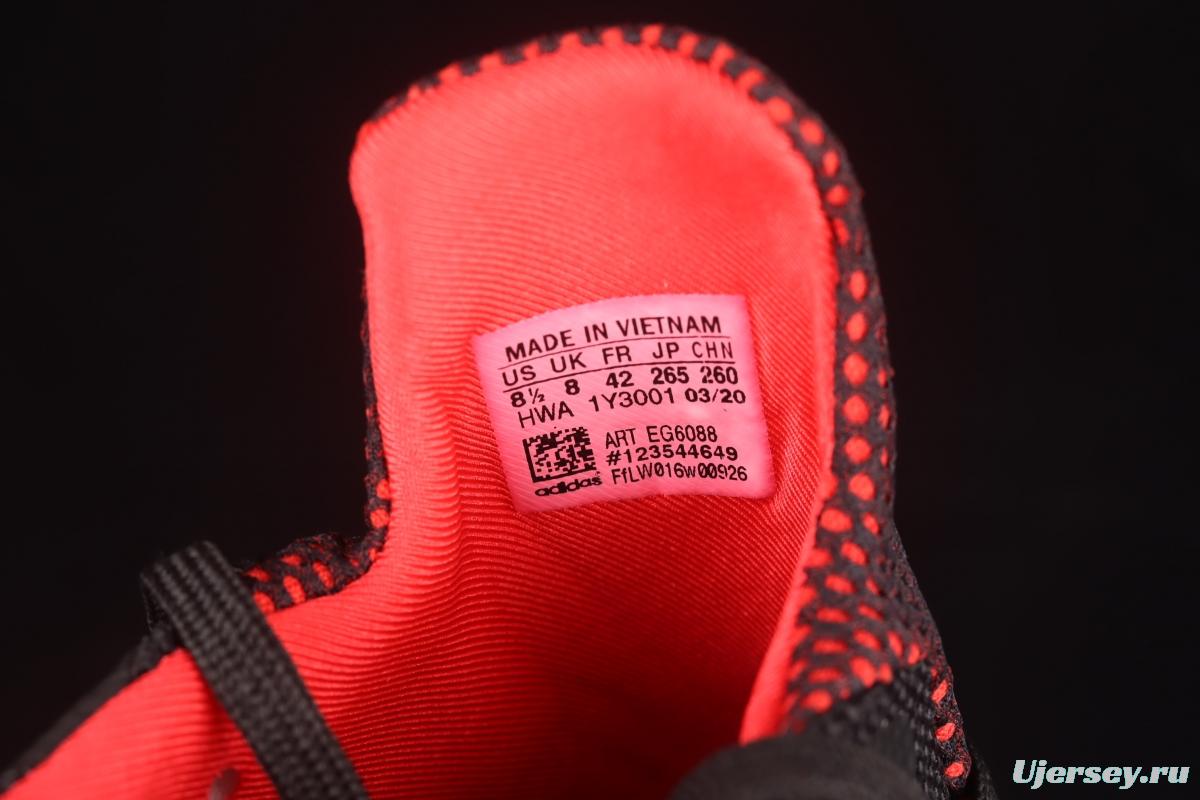 MADE IN VIETNAM
US UK FR JP CHN
8½ 8 42 265 260
HWA 1Y3001 03/20
ART EG6088
#123544649
FfLW016w00926
adidas
Ujersey.ru